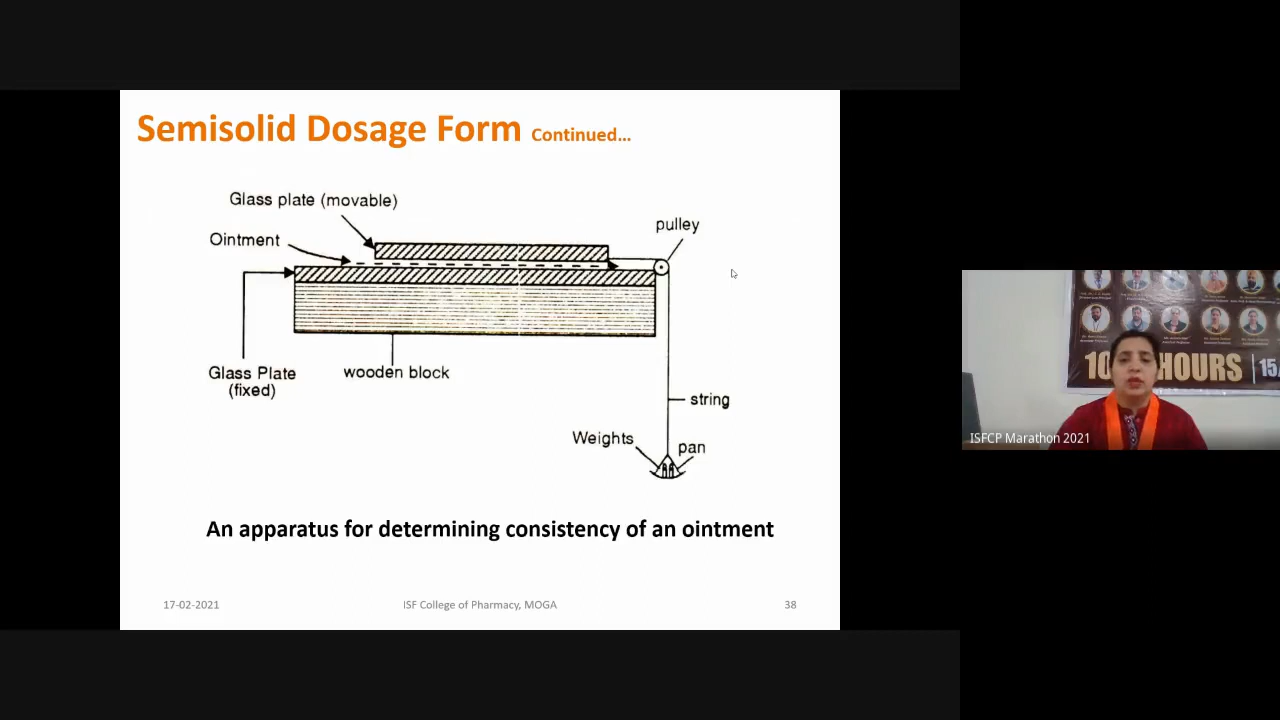 Semisolid Dosage Form Continued...
Glass plate (movable)
Ointment
pulley
Glass Plate
(fixed)
wooden block
string
Weights
pan
An apparatus for determining consistency of an ointment
17-02-2021
ISF College of Pharmacy, MOGA
38
HOURS
15/
ISFCP Marathon 2021